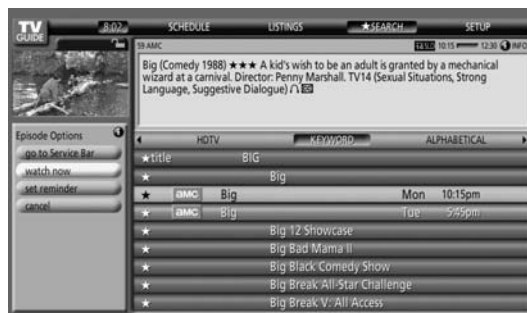 TV
GUIDE
8:02
SCHEDULE LISTINGS ★SEARCH SETUP
59 AMC 10:15 12:30 INFO
Big (Comedy 1988) ★★★ A kid's wish to be an adult is granted by a mechanical
wizard at a carnival. Director: Penny Marshall. TV14 (Sexual Situations, Strong
Language, Suggestive Dialogue)
Episode Options
go to Service Bar
watch now
set reminder
cancel
HDTV KEYWORD ALPHABETICAL
★title BIG
★ Big
★ amc Big Mon 10:15pm
★ amc Big Tue 5:45pm
★ Big 12 Showcase
★ Big Bad Mama II
★ Big Black Comedy Show
★ Big Break All-Star Challenge
★ Big Break V: All Access